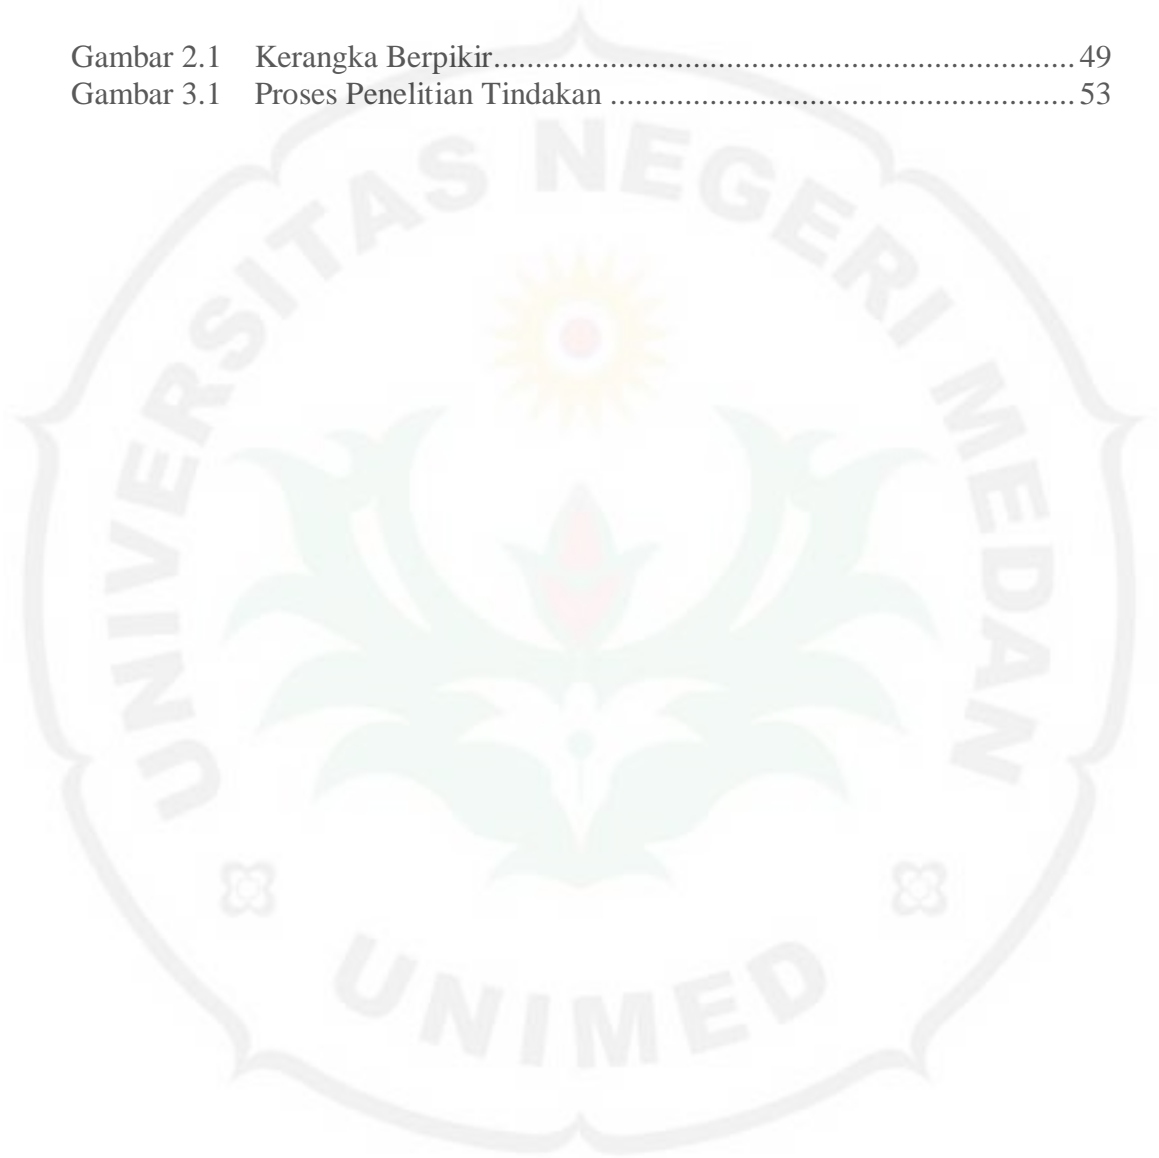 Gambar 2.1 Kerangka Berpikir.......................................................................49
Gambar 3.1 Proses Penelitian Tindakan .........................................................53
UNIVERSITAS NEGERI MEDAN
UNIMED